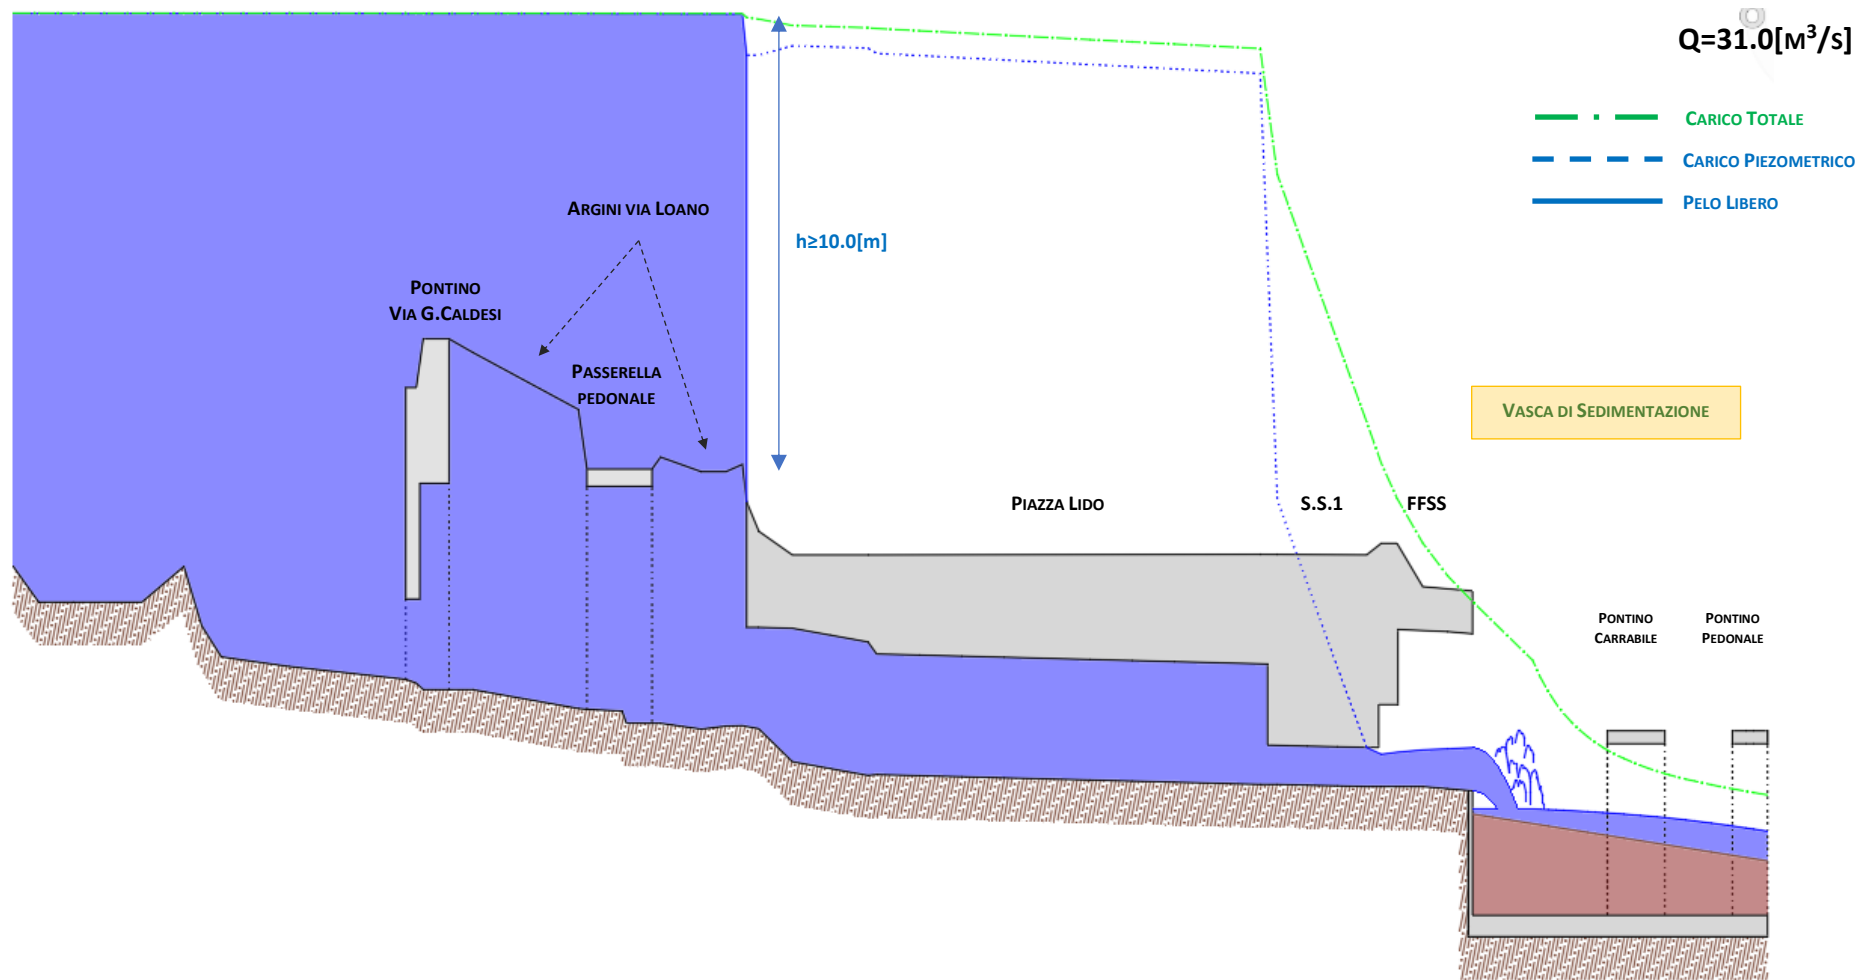 Q=31.0[M³/S]
CARICO TOTALE
CARICO PIEZOMETRICO
PELO LIBERO
ARGINI VIA LOANO
h≥10.0[m]
PONTINO
VIA G.CALDESI
PASSERELLA
PEDONALE
VASCA DI SEDIMENTAZIONE
PIAZZA LIDO
S.S.1
FFSS
PONTINO
CARRABILE
PONTINO
PEDONALE